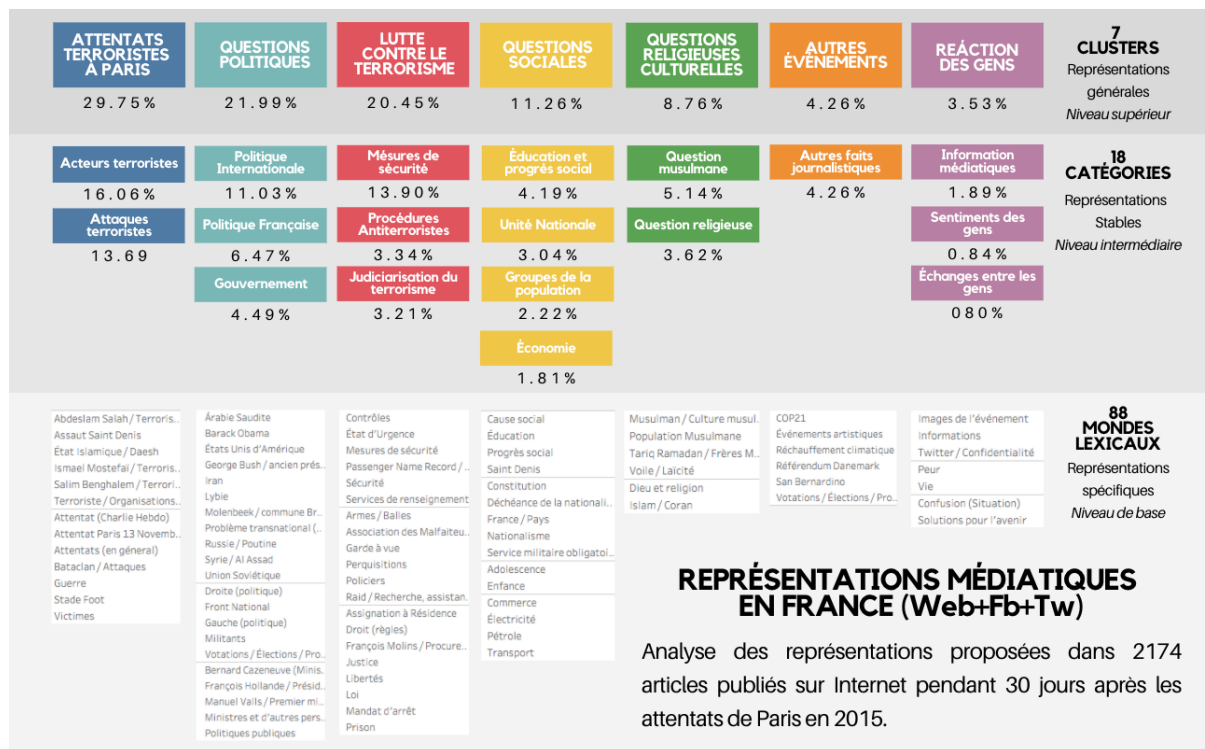 ATTENTATS
TERRORISTES
À PARIS
29.75%
QUESTIONS
POLITIQUES
21.99%
LUTTE
CONTRE LE
TERRORISME
20.45%
QUESTIONS
SOCIALES
11.26%
QUESTIONS
RELIGIEUSES
CULTURELLES
8.76%
AUTRES
ÉVÈNEMENTS
4.26%
REÁCTION
DES GENS
3.53%
7
CLUSTERS
Représentations
générales
Niveau supérieur
Acteurs terroristes
16.06%
Attaques
terroristes
13.69
Politique
Internationale
11.03%
Politique Française
6.47%
Gouvernement
4.49%
Mésures de
sécurité
13.90%
Procédures
Antiterroristes
3.34%
Judiciarisation du
terrorisme
3.21%
Éducation et
progrès social
4.19%
Unité Nationale
3.04%
Groupes de la
population
2.22%
Économie
1.81%
Question
musulmane
5.14%
Question religieuse
3.62%
Autres faits
journalistiques
4.26%
Information
médiatiques
1.89%
Sentiments des
gens
0.84%
Échanges entre les
gens
080%
18
CATÉGORIES
Représentations
Stables
Niveau intermédiaire
Abdeslam Salah / Terroris..
Assaut Saint Denis
État Islamique / Daesh
Ismael Mostefaï / Terroris..
Salim Benghalem / Terrori..
Terroriste / Organisations..
Attentat (Charlie Hebdo)
Attentat Paris 13 Novemb..
Attentats (en géneral)
Bataclan / Attaques
Guerre
Stade Foot
Victimes
Árabie Saudite
Barack Obama
États Unis d'Amérique
George Bush / ancien prés..
Iran
Lybie
Molenbeek / commune Br..
Problème transnational (..
Russie / Poutine
Syrie / Al Assad
Union Soviétique
Droite (politique)
Front National
Gauche (politique)
Militants
Votations / Élections / Pro..
Bernard Cazeneuve (Minis..
François Hollande / Présid..
Manuel Valls / Premier mi..
Ministres et d'autres pers..
Politiques publiques
Contrôles
État d'Urgence
Mesures de sécurité
Passenger Name Record / ..
Sécurité
Services de renseignement
Armes / Balles
Association des Malfaiteu..
Garde à vue
Perquisitions
Policiers
Raid / Recherche, assistan..
Assignation à Résidence
Droit (règles)
François Molins / Procure..
Justice
Libertés
Loi
Mandat d'arrêt
Prison
Cause social
Éducation
Progrès social
Saint Denis
Constitution
Déchéance de la nationali..
France / Pays
Nationalisme
Service militaire obligatoi..
Adolescence
Enfance
Commerce
Électricité
Pétrole
Transport
Musulman / Culture musul..
Population Musulmane
Tariq Ramadan / Frères M..
Voile / Laïcité
Dieu et religion
Islam / Coran
COP21
Événements artistiques
Réchauffement climatique
Référendum Danemark
San Bernardino
Votations / Élections / Pro..
Images de l'événement
Informations
Twitter / Confidentialité
Peur
Vie
Confusion (Situation)
Solutions pour l'avenir
88
MONDES
LEXICAUX
Représentations
spécifiques
Niveau de base
REPRÉSENTATIONS MÉDIATIQUES
EN FRANCE (Web+Fb+Tw)
Analyse des représentations proposées dans 2174
articles publiés sur Internet pendant 30 jours après les
attentats de Paris en 2015.